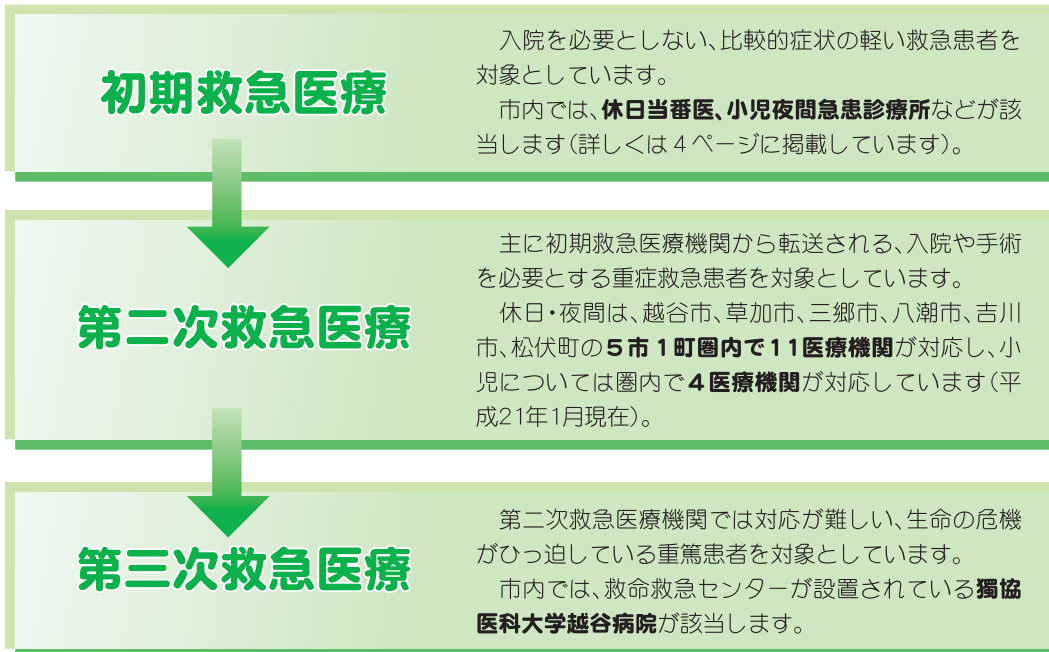 初期救急医療
　入院を必要としない、比較的症状の軽い救急患者を
対象としています。
　市内では、休日当番医、小児夜間急患診療所などが該
当します（詳しくは４ページに掲載しています）。
第二次救急医療
　主に初期救急医療機関から転送される、入院や手術
を必要とする重症救急患者を対象としています。
　休日・夜間は、越谷市、草加市、三郷市、八潮市、吉川
市、松伏町の５市１町圏内で11医療機関が対応し、小
児については圏内で４医療機関が対応しています（平
成21年1月現在）。
第三次救急医療
　第二次救急医療機関では対応が難しい、生命の危機
がひっ迫している重篤患者を対象としています。
　市内では、救命救急センターが設置されている獨協
医科大学越谷病院が該当します。